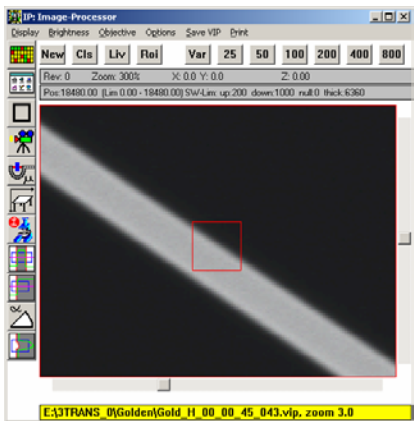 IP: Image-Processor
Display Brightness Objective Options Save VIP Print
New Cls Liv Roi Var 25 50 100 200 400 800
Rev: 0 Zoom: 300% X: 0.0 Y: 0.0 Z: 0.00
Pos:18480.00 [Lim 0.00 - 18480.00] SW-Lim: up:200 down:1000 null:0 thick:6360
E:\3TRANS_0\Golden\Gold_H_00_00_45_043.vip, zoom 3.0